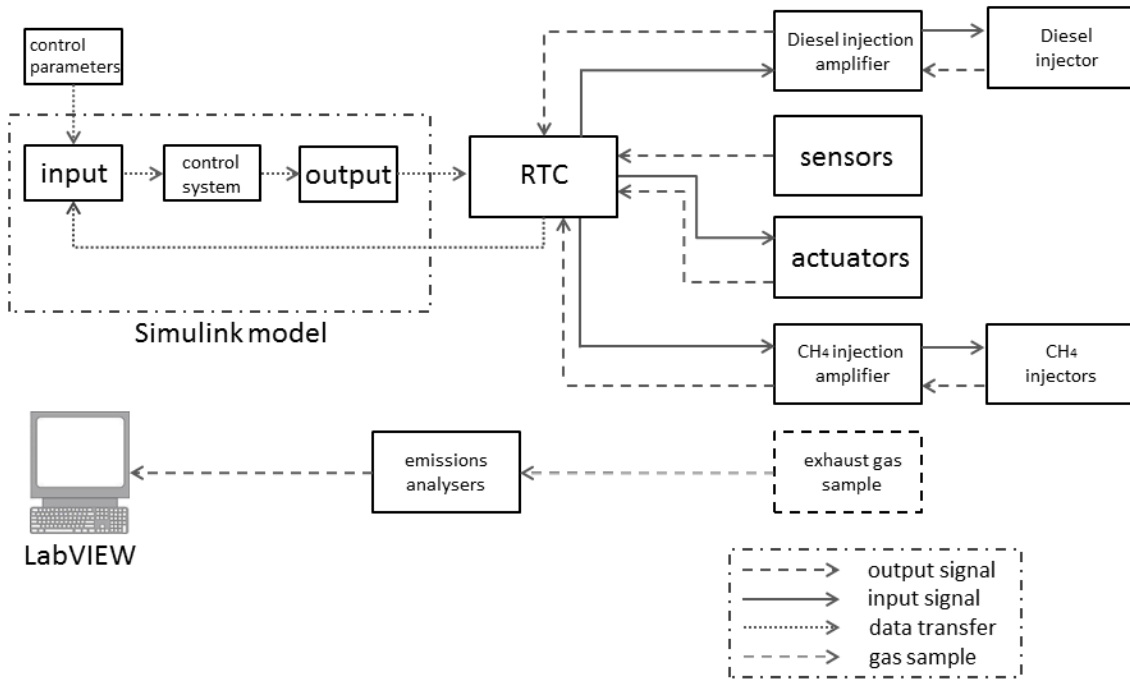 control
parameters
input
control
system
output
Simulink model
RTC
Diesel injection
amplifier
Diesel
injector
sensors
actuators
CH4 injection
amplifier
CH4
injectors
LabVIEW
emissions
analysers
exhaust gas
sample
output signal
input signal
data transfer
gas sample